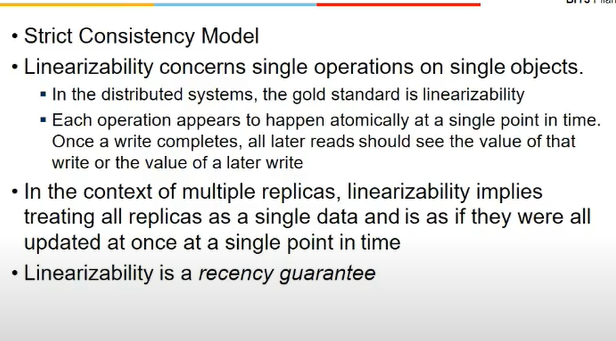 • Strict Consistency Model
• Linearizability concerns single operations on single objects.
▪ In the distributed systems, the gold standard is linearizability
▪ Each operation appears to happen atomically at a single point in time.
Once a write completes, all later reads should see the value of that
write or the value of a later write
• In the context of multiple replicas, linearizability implies
treating all replicas as a single data and is as if they were all
updated at once at a single point in time
• Linearizability is a recency guarantee